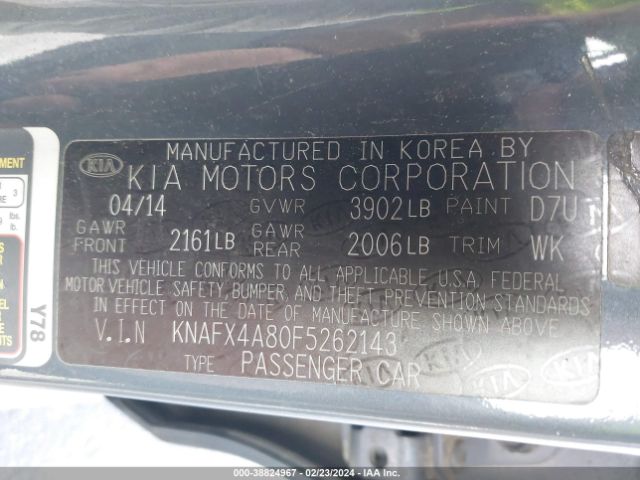 MANUFACTURED IN KOREA BY
KIA KIA MOTORS CORPORATION
04/14 GVWR 3902LB PAINT D7U
GAWR FRONT 2161LB GAWR REAR 2006LB TRIM WK
THIS VEHICLE CONFORMS TO ALL APPLICABLE U.S.A. FEDERAL
MOTOR VEHICLE SAFETY, BUMPER, AND THEFT PREVENTION STANDARDS
IN EFFECT ON THE DATE OF MANUFACTURE SHOWN ABOVE
V.I.N KNAFX4A80F5262143
TYPE PASSENGER CAR
Y78
000-38824967 - 02/23/2024 - IAA Inc.